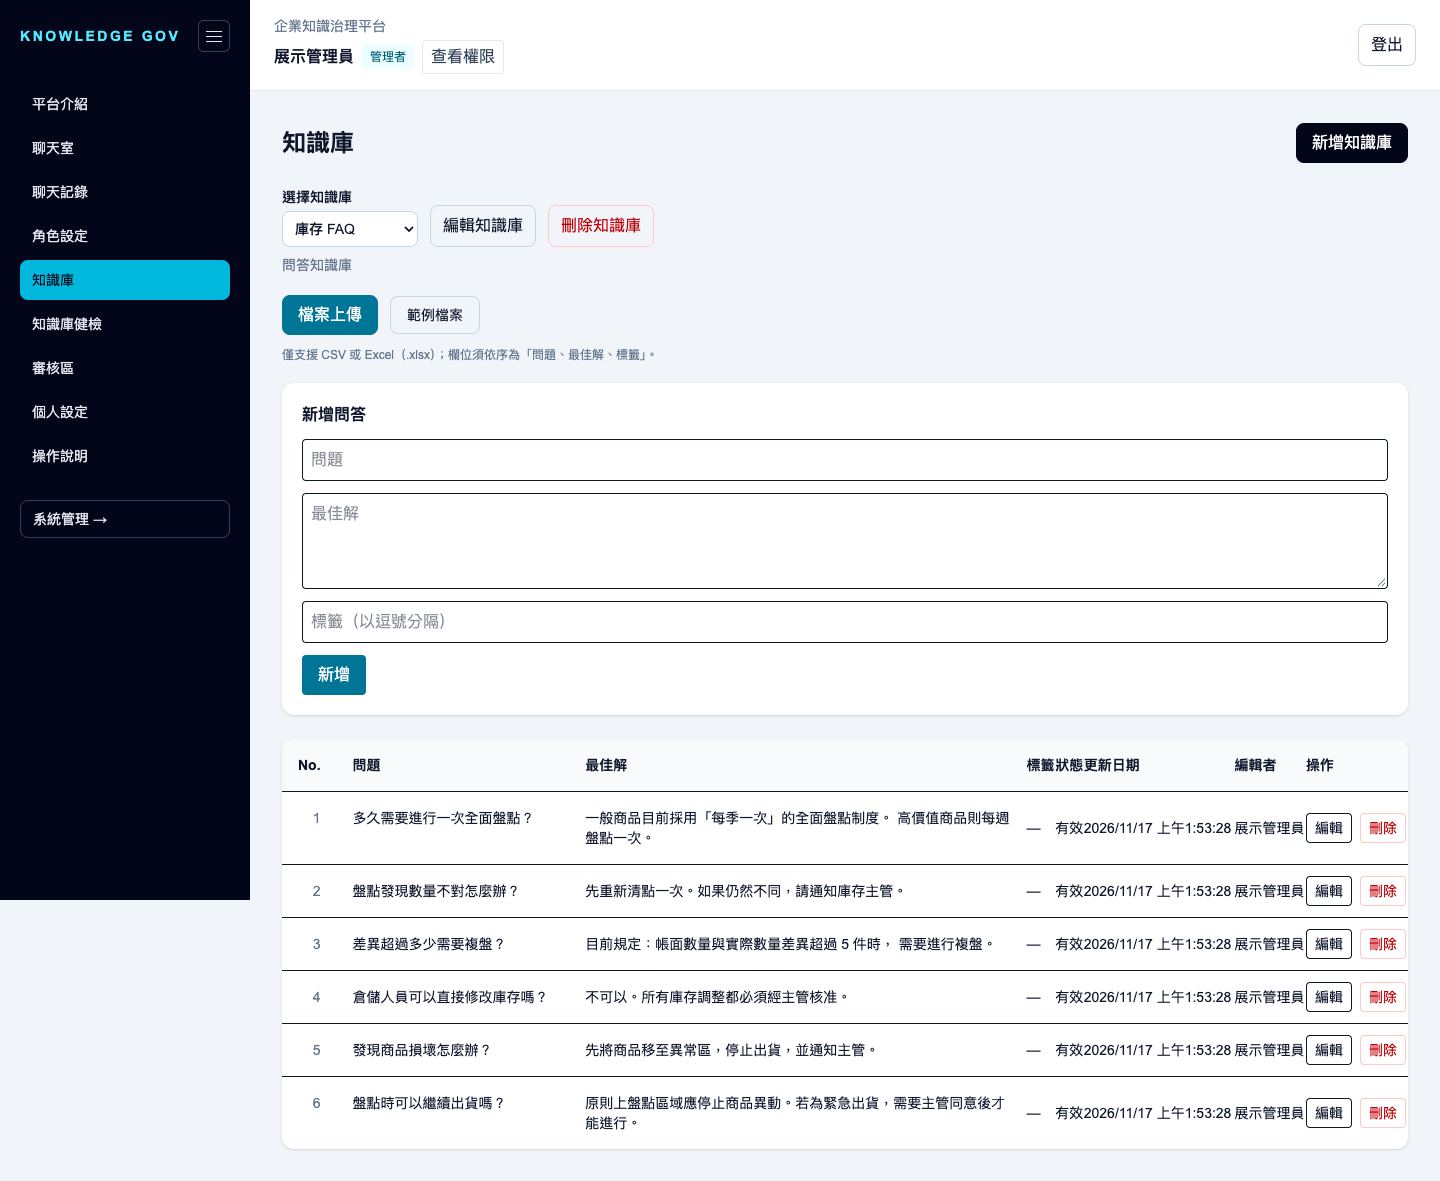 KNOWLEDGE GOV
平台介紹
聊天室
聊天記錄
角色設定
知識庫
知識庫健檢
審核區
個人設定
操作說明
系統管理 →
企業知識治理平台
展示管理員 管理者 查看權限
登出
知識庫
新增知識庫
選擇知識庫
庫存 FAQ 編輯知識庫 刪除知識庫
問答知識庫
檔案上傳 範例檔案
僅支援 CSV 或 Excel（.xlsx）；欄位須依序為「問題、最佳解、標籤」。
新增問答
問題
最佳解
標籤（以逗號分隔）
新增
No. 問題 最佳解 標籤 狀態 更新日期 編輯者 操作
1 多久需要進行一次全面盤點？ 一般商品目前採用「每季一次」的全面盤點制度。 高價值商品則每週
盤點一次。 — 有效 2026/11/17 上午1:53:28 展示管理員 編輯 刪除
2 盤點發現數量不對怎麼辦？ 先重新清點一次。如果仍然不同，請通知庫存主管。 — 有效 2026/11/17 上午1:53:28 展示管理員 編輯 刪除
3 差異超過多少需要複盤？ 目前規定：帳面數量與實際數量差異超過 5 件時， 需要進行複盤。 — 有效 2026/11/17 上午1:53:28 展示管理員 編輯 刪除
4 倉儲人員可以直接修改庫存嗎？ 不可以。所有庫存調整都必須經主管核准。 — 有效 2026/11/17 上午1:53:28 展示管理員 編輯 刪除
5 發現商品損壞怎麼辦？ 先將商品移至異常區，停止出貨，並通知主管。 — 有效 2026/11/17 上午1:53:28 展示管理員 編輯 刪除
6 盤點時可以繼續出貨嗎？ 原則上盤點區域應停止商品異動。若為緊急出貨，需要主管同意後才
能進行。 — 有效 2026/11/17 上午1:53:28 展示管理員 編輯 刪除